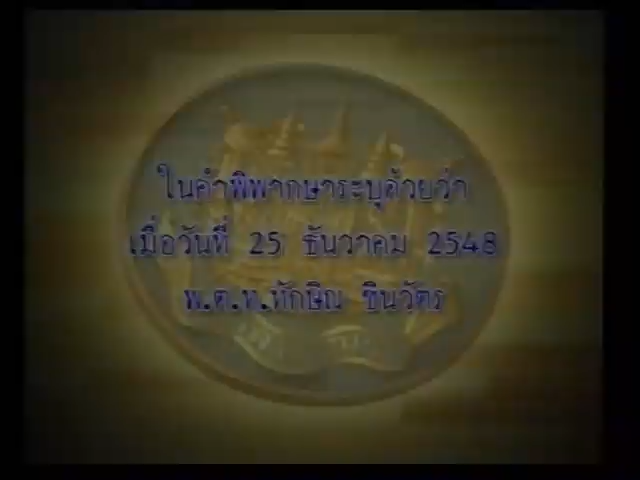 ในคำพิพากษาระบุด้วยว่า
เมื่อวันที่ 25 ธันวาคม 2548
พ.ต.ท.ทักษิณ ชินวัตร